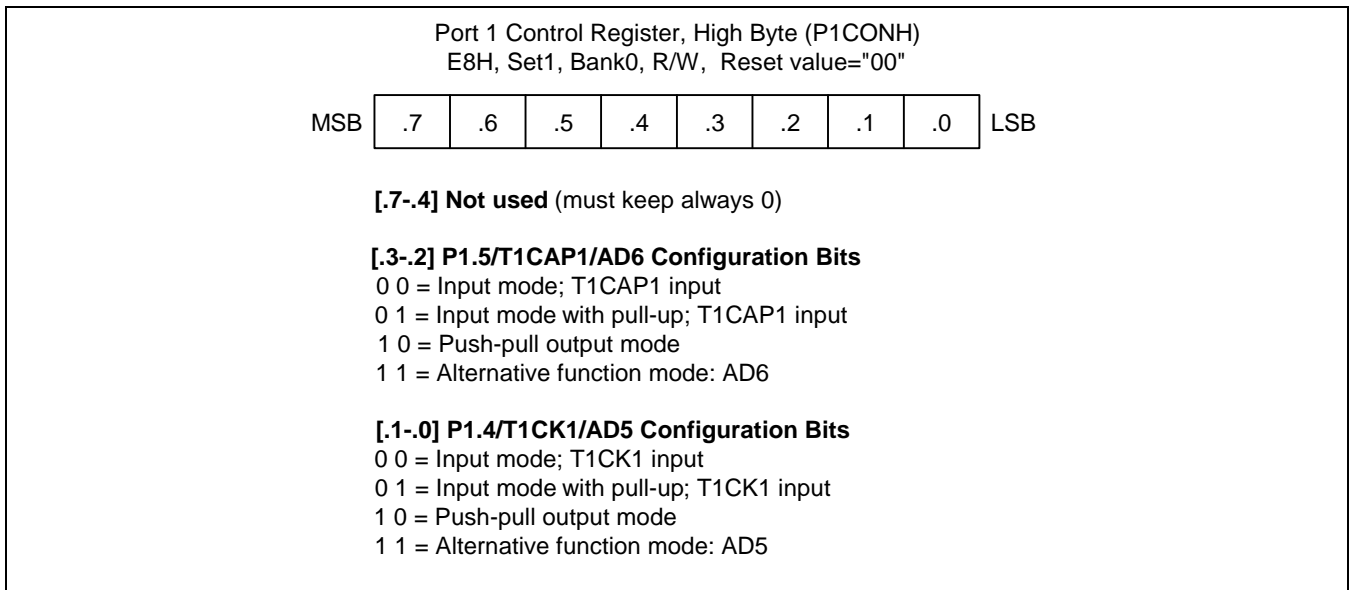 Port 1 Control Register, High Byte (P1CONH)
E8H, Set1, Bank0, R/W, Reset value="00"
MSB .7 .6 .5 .4 .3 .2 .1 .0 LSB
[.7-.4] Not used (must keep always 0)
[.3-.2] P1.5/T1CAP1/AD6 Configuration Bits
0 0 = Input mode; T1CAP1 input
0 1 = Input mode with pull-up; T1CAP1 input
1 0 = Push-pull output mode
1 1 = Alternative function mode: AD6
[.1-.0] P1.4/T1CK1/AD5 Configuration Bits
0 0 = Input mode; T1CK1 input
0 1 = Input mode with pull-up; T1CK1 input
1 0 = Push-pull output mode
1 1 = Alternative function mode: AD5